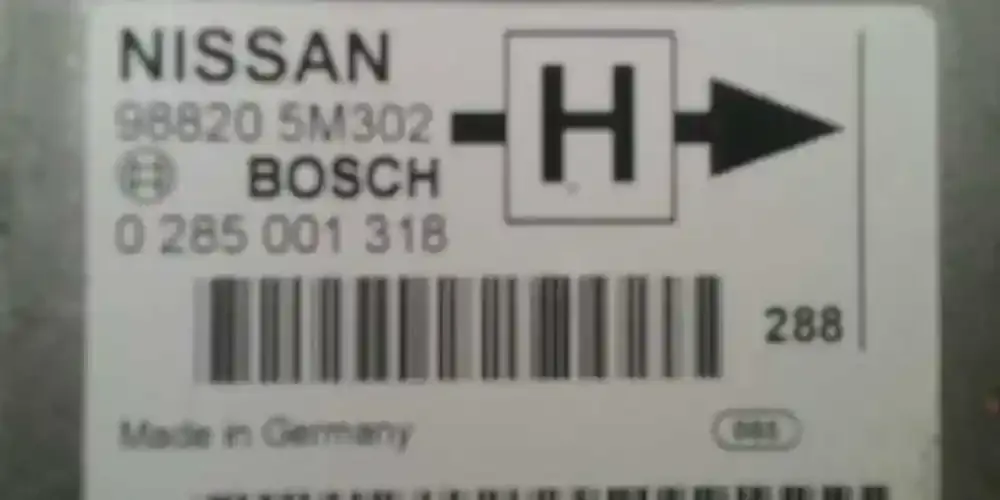 NISSAN
98820 5M302
H
BOSCH
0 285 001 318
288
Made in Germany